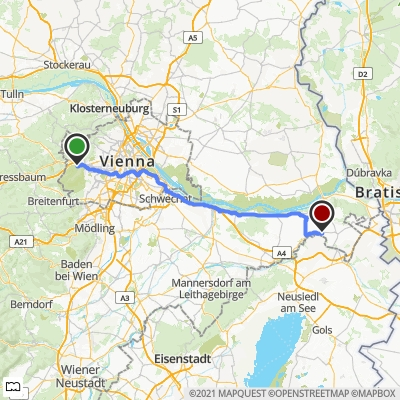 A5
Stockerau
D2
Tulln
Klosterneuburg
S1
Vienna
Dúbravka
ressbaum
Schwechat
Bratis
Breitenfurt
Mödling
A21
A4
Baden
bei Wien
Mannersdorf am
Leithagebirge
Neusiedl
am See
A3
Berndorf
Gols
Wiener
Neustadt
Eisenstadt
©2021 MAPQUEST ©OPENSTREETMAP ©MAPBOX